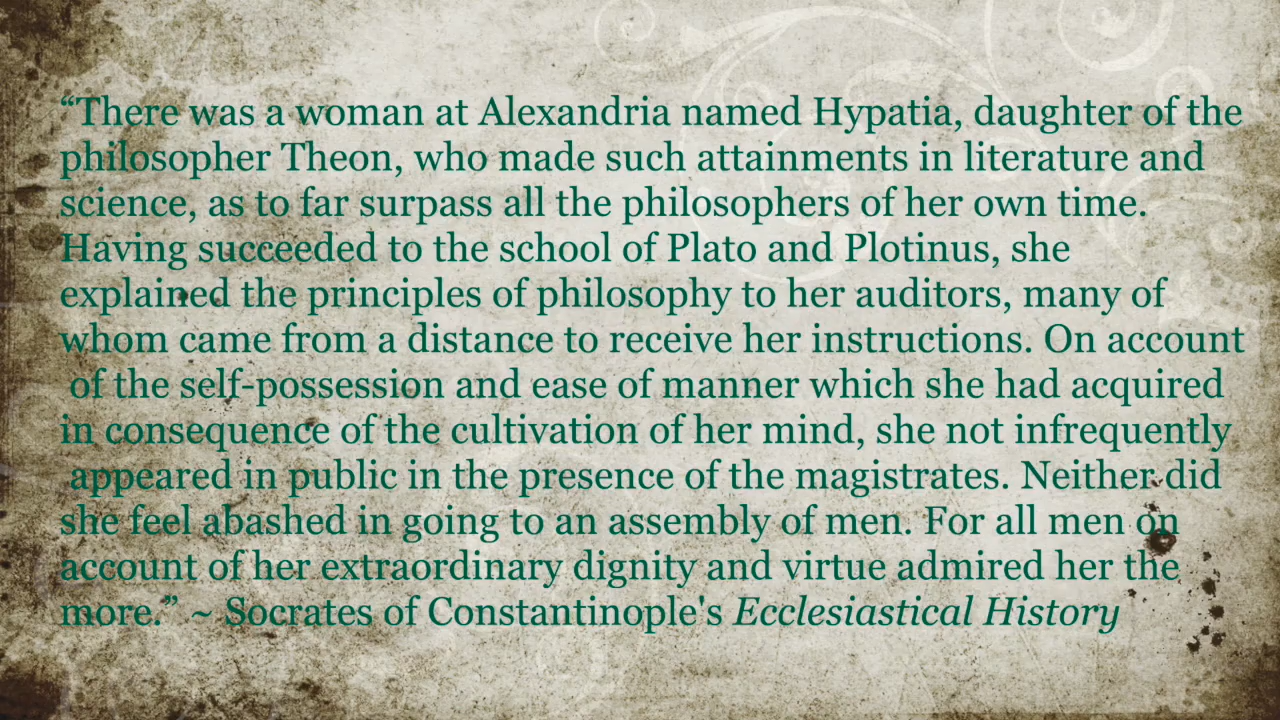 “There was a woman at Alexandria named Hypatia, daughter of the
philosopher Theon, who made such attainments in literature and
science, as to far surpass all the philosophers of her own time.
Having succeeded to the school of Plato and Plotinus, she
explained the principles of philosophy to her auditors, many of
whom came from a distance to receive her instructions. On account
of the self-possession and ease of manner which she had acquired
in consequence of the cultivation of her mind, she not infrequently
appeared in public in the presence of the magistrates. Neither did
she feel abashed in going to an assembly of men. For all men on
account of her extraordinary dignity and virtue admired her the
more.” ~ Socrates of Constantinople's Ecclesiastical History